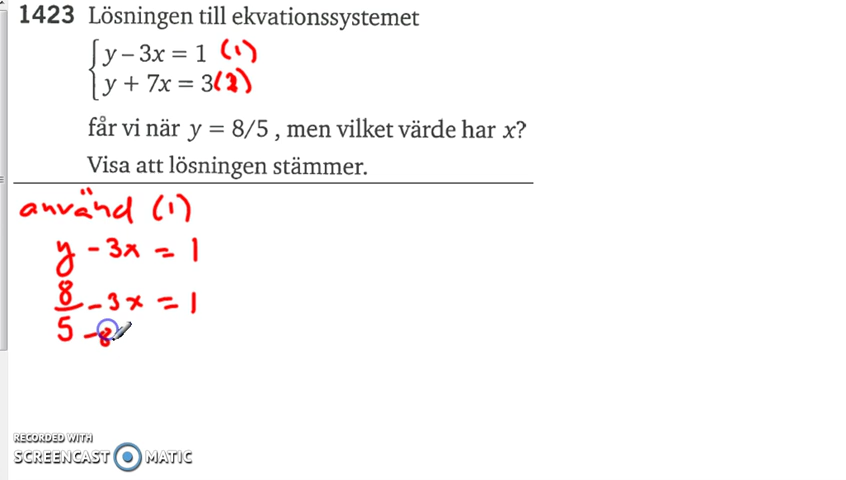 1423 Lösningen till ekvationssystemet
y – 3x = 1 (1)
y + 7x = 3 (2)
får vi när y = 8/5 , men vilket värde har x?
Visa att lösningen stämmer.
använd (1)
y - 3x = 1
8/5 - 3x = 1
-8
RECORDED WITH
SCREENCAST MATIC